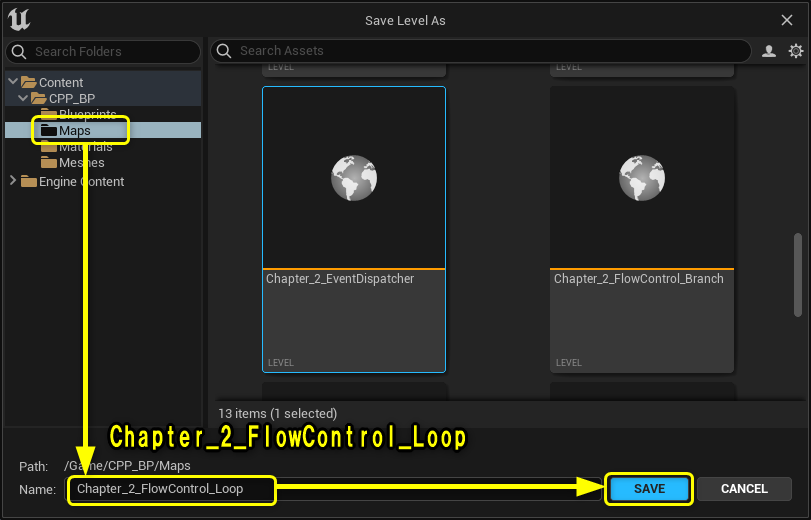 Save Level As
Search Folders
Search Assets
Content
CPP_BP
Blueprints
Maps
Materials
Meshes
Engine Content
LEVEL
LEVEL
Chapter_2_EventDispatcher
Chapter_2_FlowControl_Branch
LEVEL
LEVEL
13 items (1 selected)
Chapter_2_FlowControl_Loop
Path: /Game/CPP_BP/Maps
Name: Chapter_2_FlowControl_Loop
SAVE
CANCEL